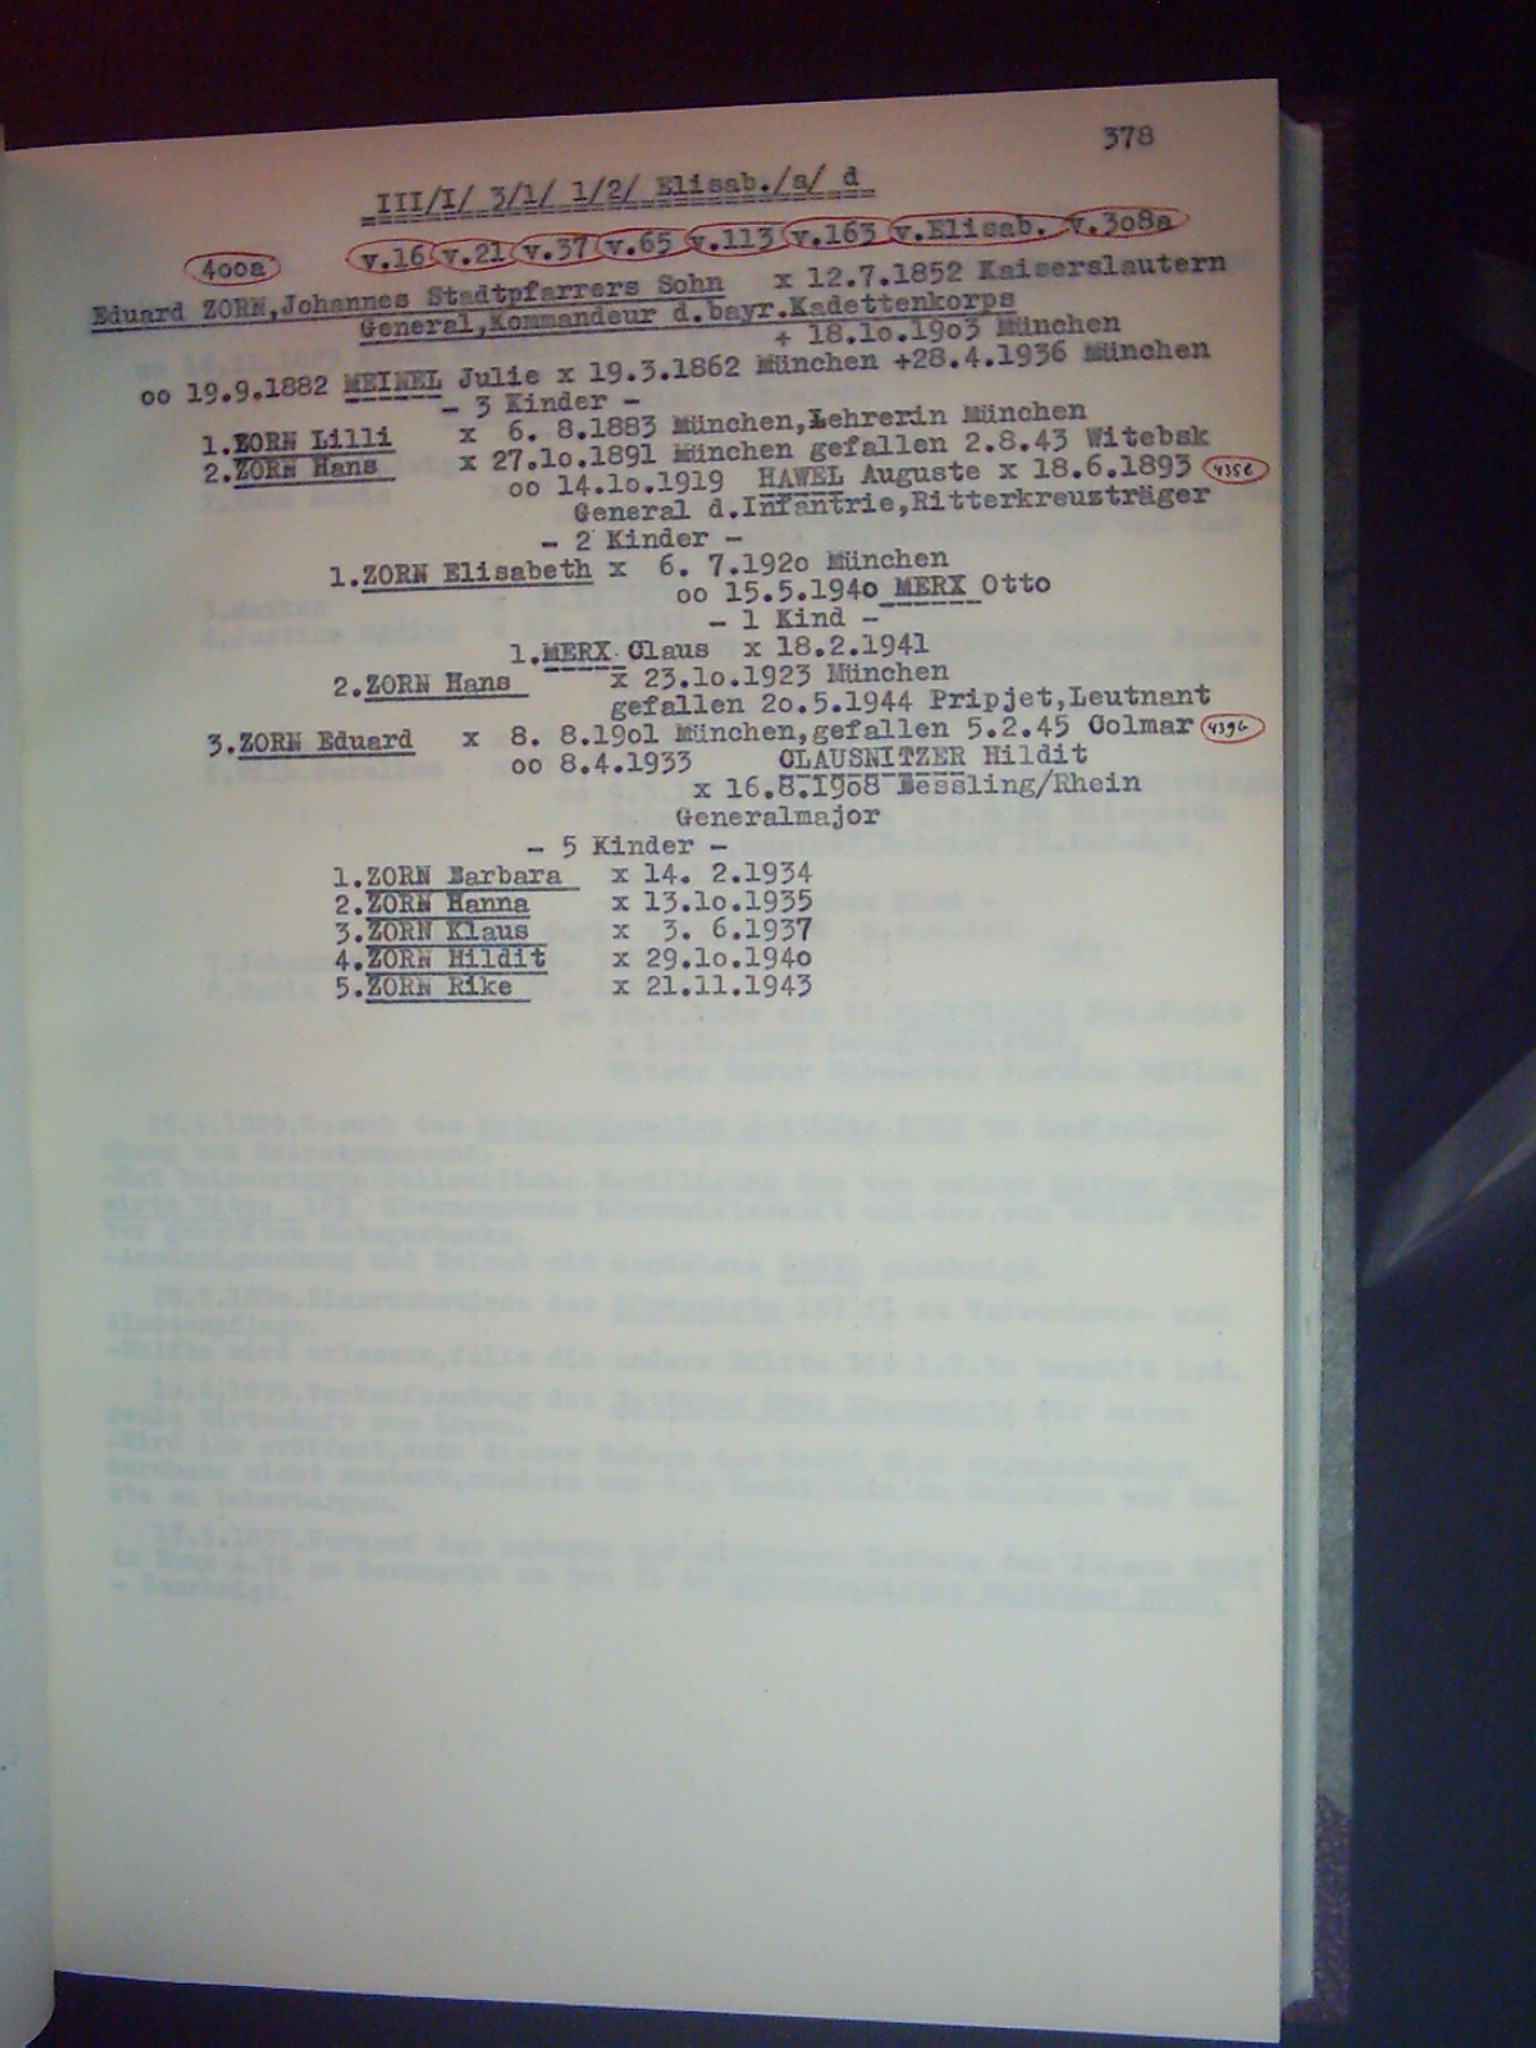 378
III/I/ 3/1/ 1/2/ Elisab./a/ d
400a v.16 v.21 v.37 v.65 v.113 v.163 v.Elisab. v.3o8a
Eduard ZORN,Johannes Stadtpfarrers Sohn x 12.7.1852 Kaiserslautern
General,Kommandeur d.bayr.Kadettenkorps
+ 18.1o.19o3 München
oo 19.9.1882 MEINEL Julie x 19.3.1862 München +28.4.1936 München
- 3 Kinder -
1.ZORN Lilli x 6. 8.1883 München,Lehrerin München
2.ZORN Hans x 27.1o.1891 München gefallen 2.8.43 Witebsk
oo 14.1o.1919 HAWEL Auguste x 18.6.1893
General d.Infantrie,Ritterkreuzträger
- 2 Kinder -
1.ZORN Elisabeth x 6. 7.192o München
oo 15.5.194o MERX Otto
- 1 Kind -
1.MERX Claus x 18.2.1941
2.ZORN Hans x 23.1o.1923 München
gefallen 2o.5.1944 Pripjet,Leutnant
3.ZORN Eduard x 8. 8.19o1 München,gefallen 5.2.45 Colmar
oo 8.4.1933 CLAUSNITZER Hildit
x 16.8.19o8 Bessling/Rhein
Generalmajor
- 5 Kinder -
1.ZORN Barbara x 14. 2.1934
2.ZORN Hanna x 13.1o.1935
3.ZORN Klaus x 3. 6.1937
4.ZORN Hildit x 29.1o.194o
5.ZORN Rike x 21.11.1943